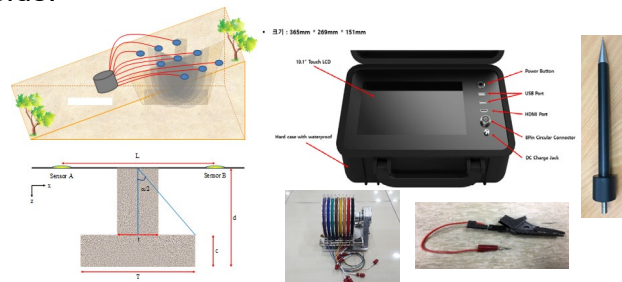 • 크기 : 365mm * 269mm * 151mm
10.1" Touch LCD
Power Button
USB Port
HDMI Port
8Pin Circular Connecter
DC Charge Jack
Hard case with waterproof
L
Sensor A
Sensor B
x
z
α/2
d
t
c
T